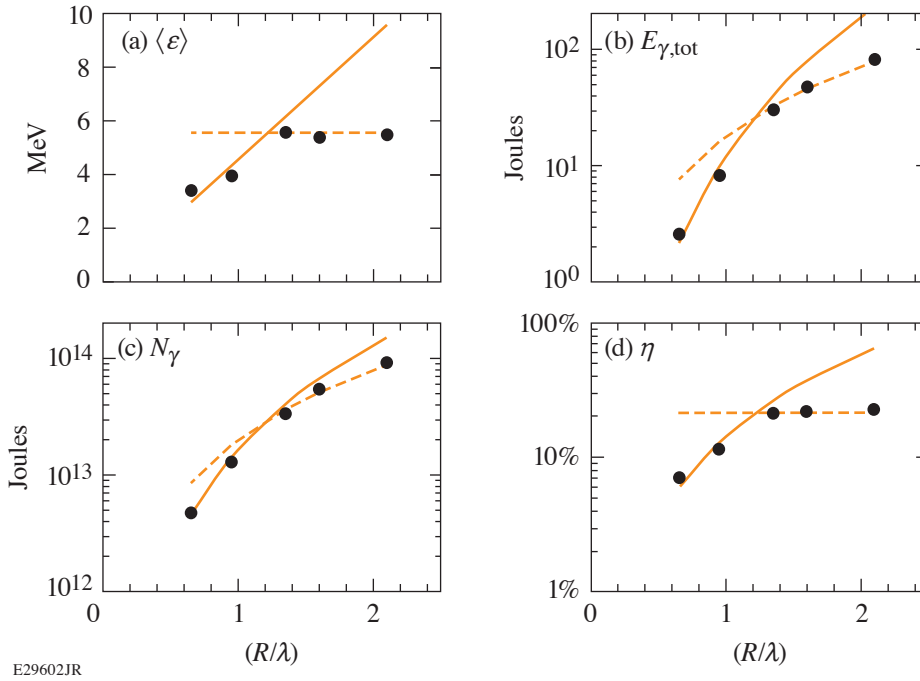 (a) ⟨ε⟩
10
8
6
4
2
0
MeV
(b) Eγ,tot
10²
10¹
10⁰
Joules
(c) Nγ
10¹⁴
10¹³
10¹²
Joules
0
1
2
(R/λ)
(d) η
100%
10%
1%
0
1
2
(R/λ)
E29602JR